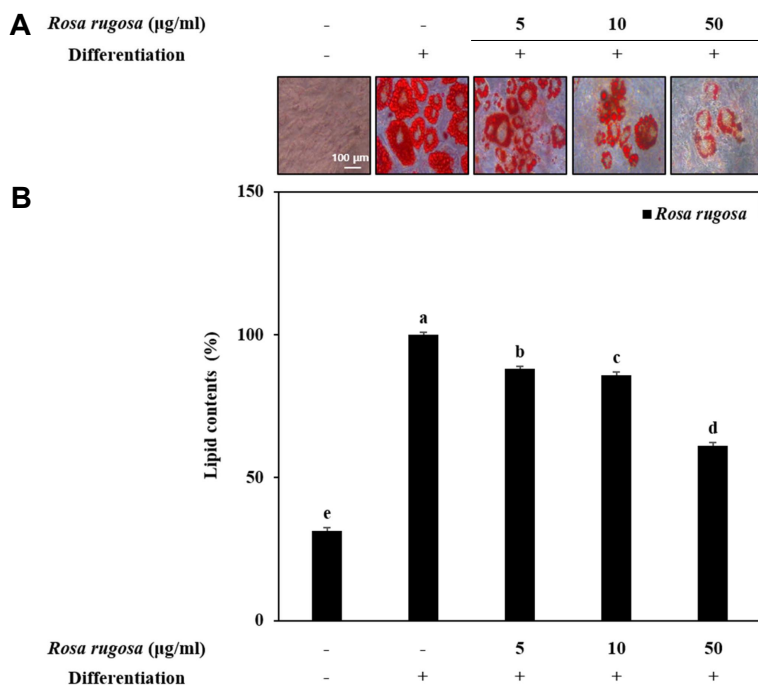 A
Rosa rugosa (µg/ml) - - 5 10 50
Differentiation - + + + +
100 µm
B
150
Rosa rugosa
100
50
0
Lipid contents (%)
e
a
b
c
d
Rosa rugosa (µg/ml) - - 5 10 50
Differentiation - + + + +